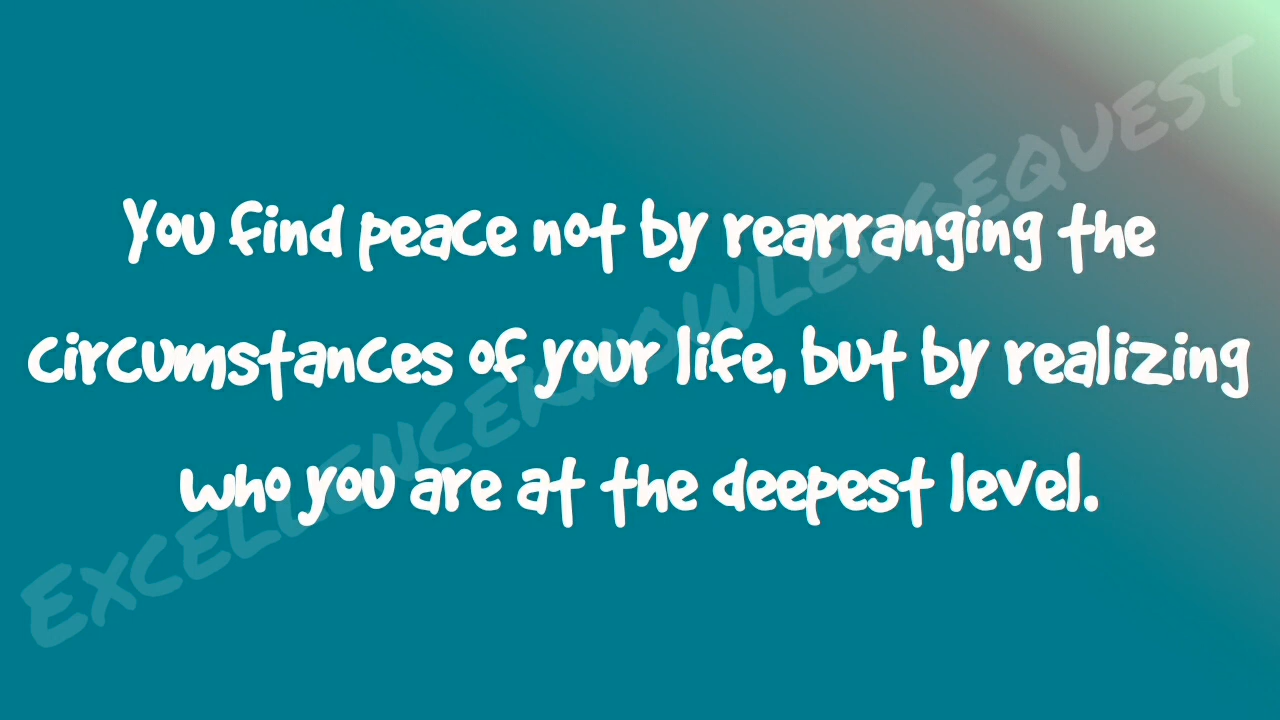 You find peace not by rearranging the
circumstances of your life, but by realizing
who you are at the deepest level.
ExcellenceKnowledgeQuest